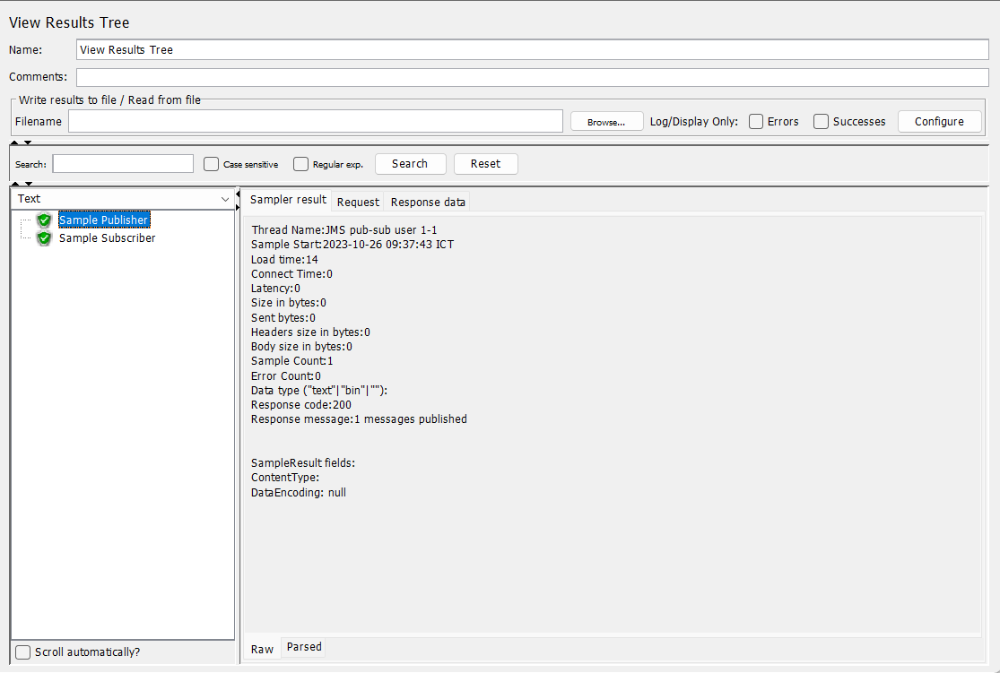 View Results Tree
Name: View Results Tree
Comments:
Write results to file / Read from file
Filename Browse... Log/Display Only: Errors Successes Configure
Search: Case sensitive Regular exp. Search Reset
Text
Sample Publisher
Sample Subscriber
Sampler result Request Response data
Thread Name:JMS pub-sub user 1-1
Sample Start:2023-10-26 09:37:43 ICT
Load time:14
Connect Time:0
Latency:0
Size in bytes:0
Sent bytes:0
Headers size in bytes:0
Body size in bytes:0
Sample Count:1
Error Count:0
Data type ("text"|"bin"|""):
Response code:200
Response message:1 messages published
SampleResult fields:
ContentType:
DataEncoding: null
Raw Parsed
Scroll automatically?